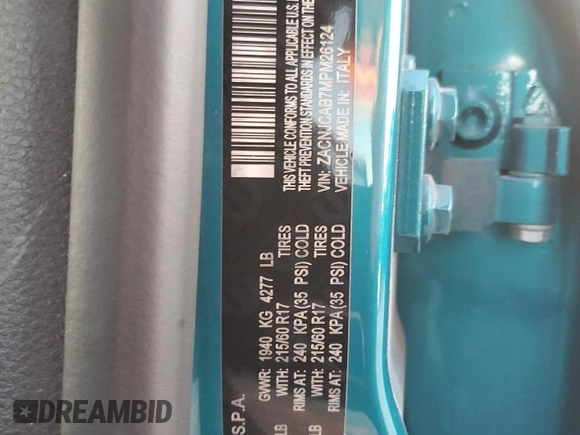 THIS VEHICLE CONFORMS TO ALL APPLICABLE U.S.
THEFT PREVENTION STANDARDS IN EFFECT ON THE
VIN: ZACNJCAB7MPM26124
VEHICLE MADE IN: ITALY
S.P.A.
GVWR: 1940 KG 4277 LB
WITH: 215/60 R17 TIRES
RIMS AT: 240 KPA(35 PSI) COLD
LB
WITH: 215/60 R17 TIRES
RIMS AT: 240 KPA(35 PSI) COLD
LB
DREAMBID